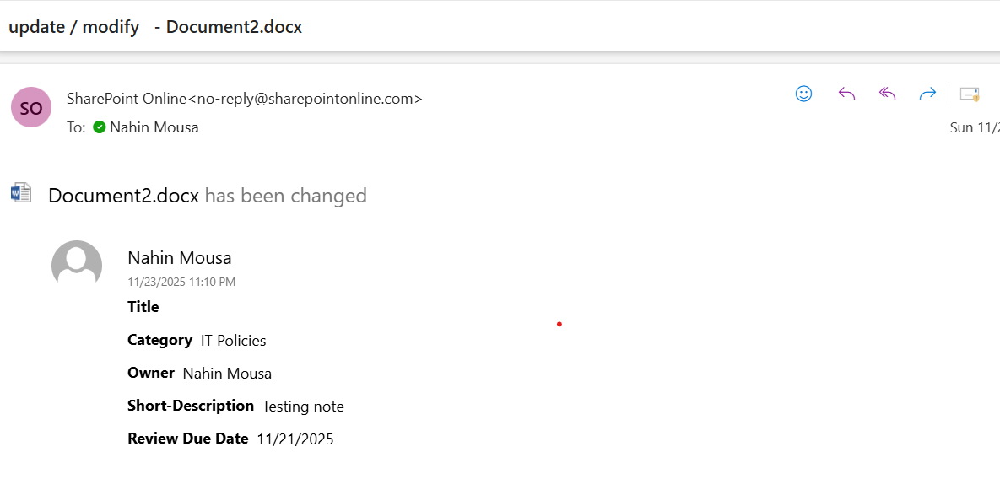 update / modify - Document2.docx
SO
SharePoint Online<no-reply@sharepointonline.com>
To: Nahin Mousa
Sun 11/2
Document2.docx has been changed
Nahin Mousa
11/23/2025 11:10 PM
Title
Category IT Policies
Owner Nahin Mousa
Short-Description Testing note
Review Due Date 11/21/2025